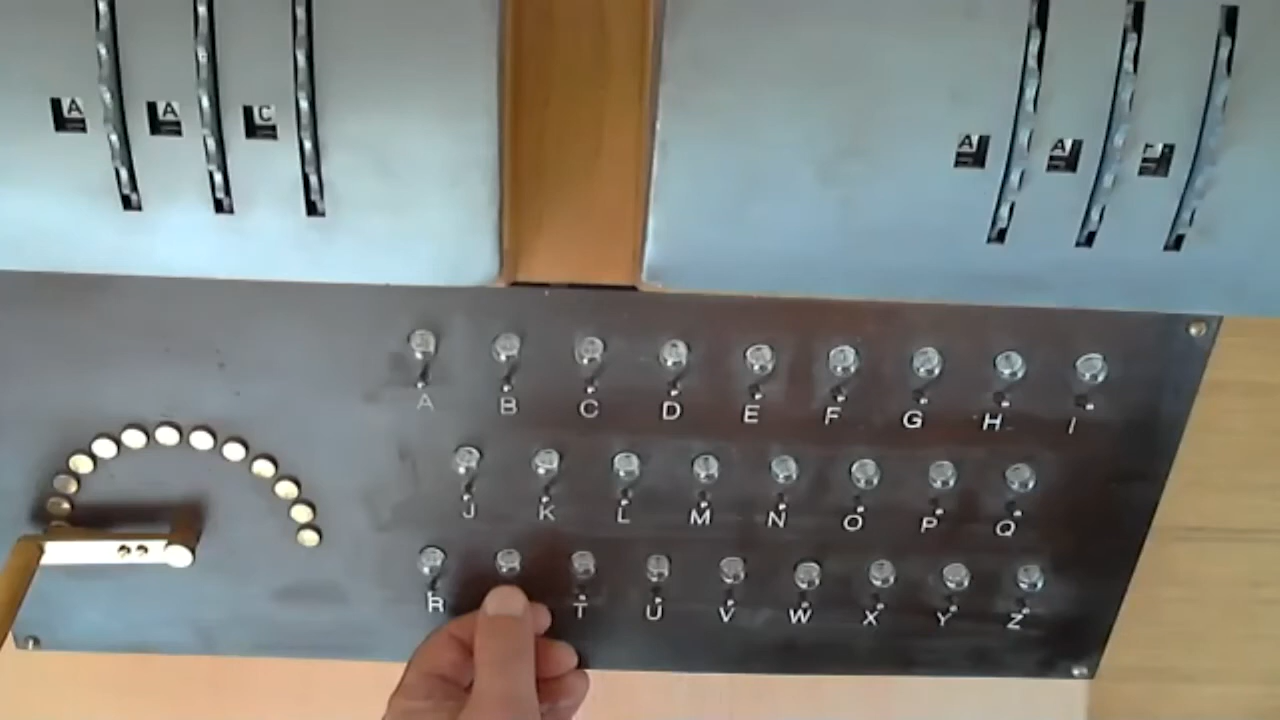 A A C A A
A B C D E F G H I
J K L M N O P Q
R T U V W X Y Z